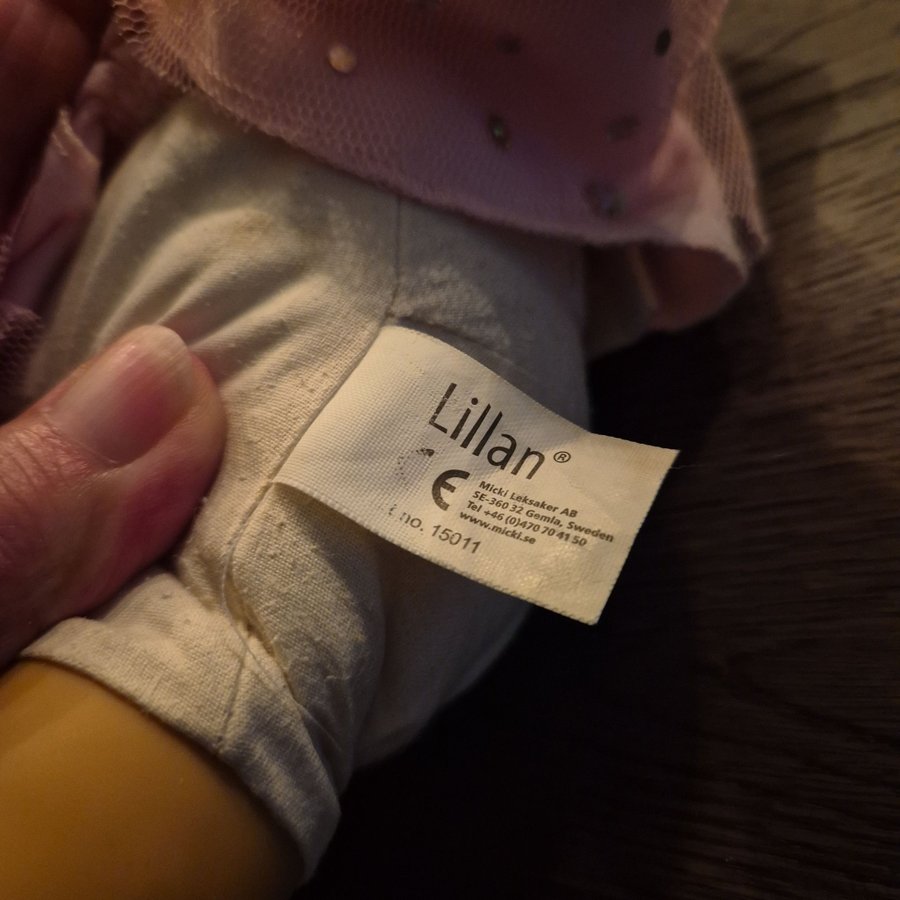 Lillan®
CE
Micki Leksaker AB
SE-360 32 Gemla, Sweden
Tel +46 (0)470 70 41 50
www.micki.se
no. 15011